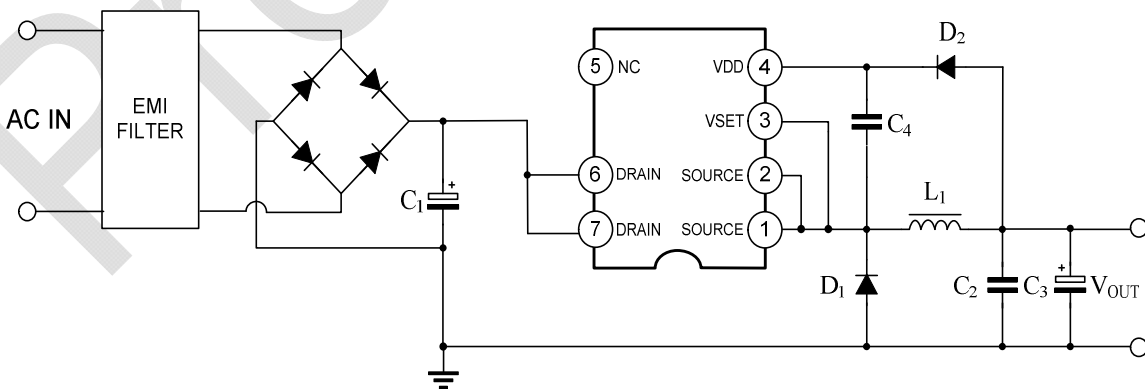 Pre
D2
5 NC VDD 4
AC IN
EMI
FILTER
VSET 3
C4
6 DRAIN SOURCE 2
C1
+
L1
7 DRAIN SOURCE 1
D1
C2
C3
+
VOUT